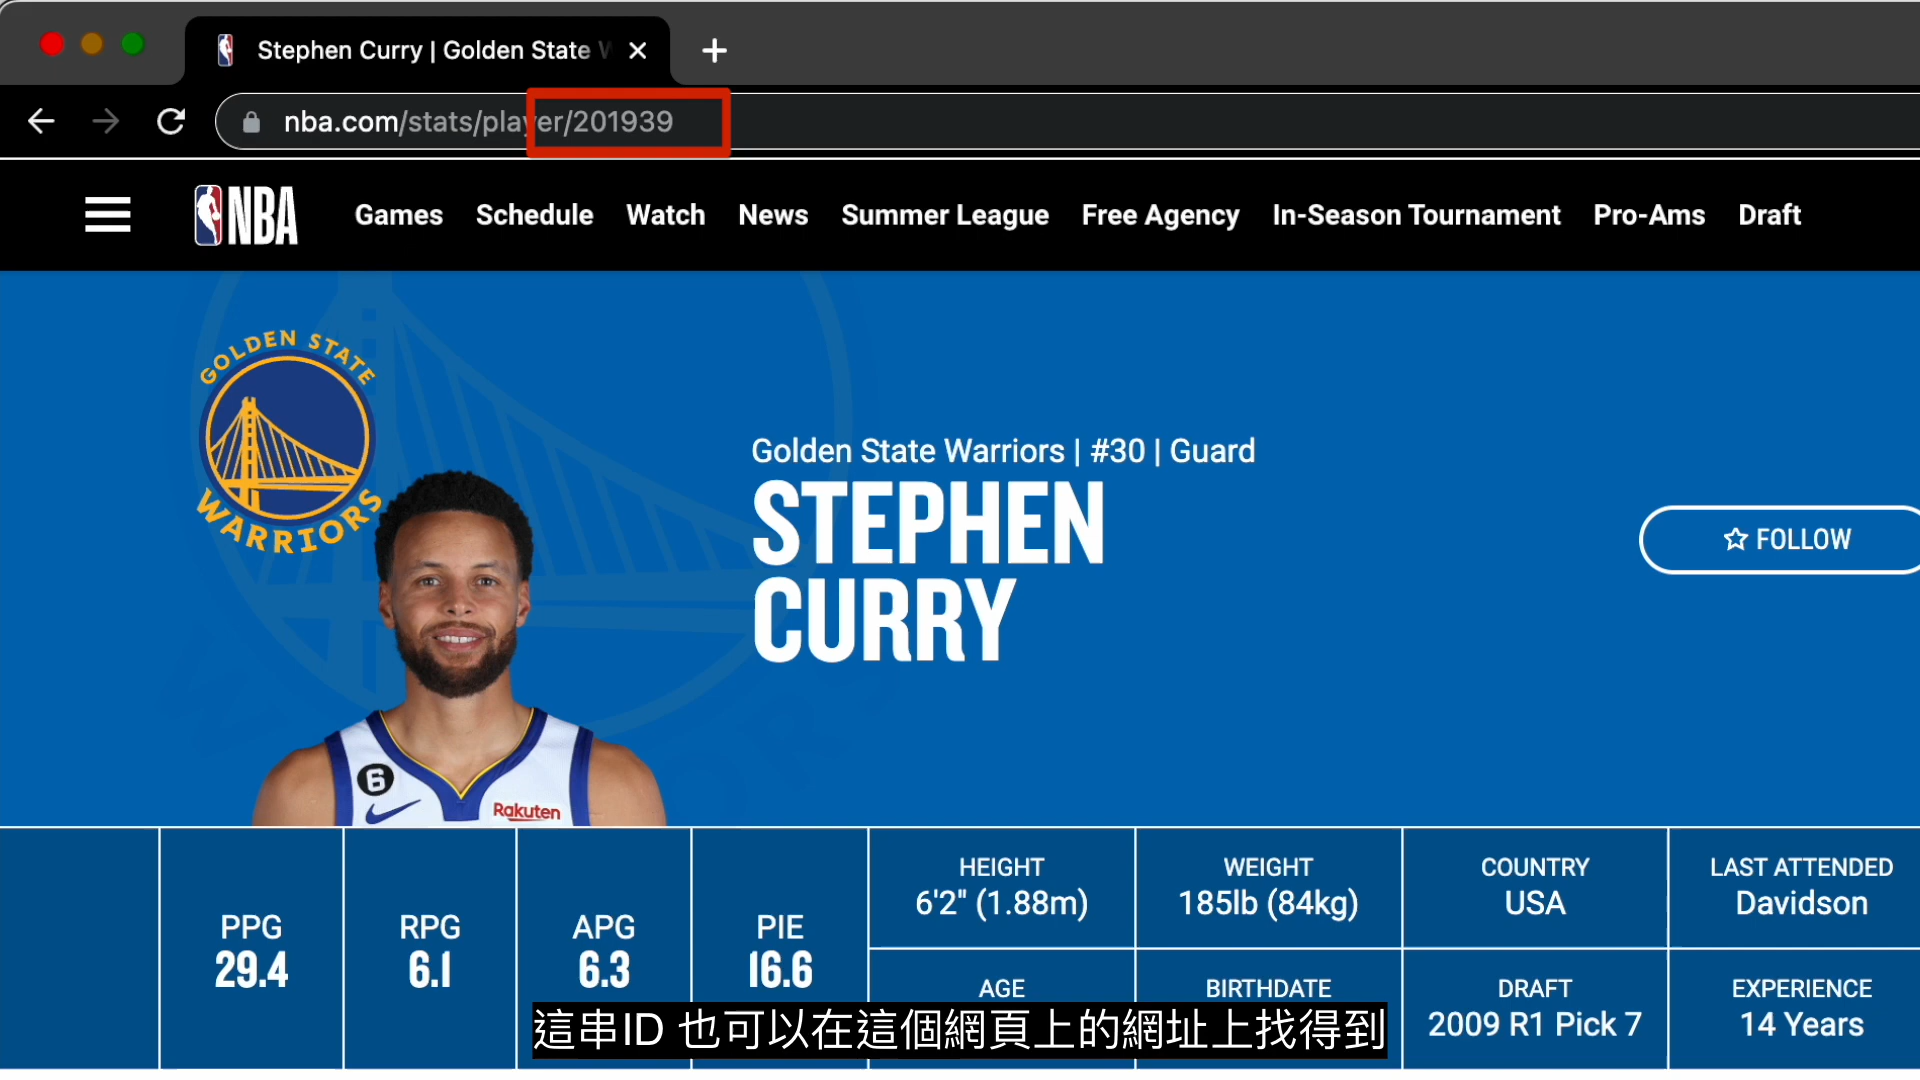 Stephen Curry | Golden State
nba.com/stats/player/201939
NBA
Games Schedule Watch News Summer League Free Agency In-Season Tournament Pro-Ams Draft
GOLDEN STATE
WARRIORS
Golden State Warriors | #30 | Guard
STEPHEN
CURRY
FOLLOW
6
Rakuten
PPG
29.4
RPG
6.1
APG
6.3
PIE
16.6
HEIGHT
6'2" (1.88m)
WEIGHT
185lb (84kg)
COUNTRY
USA
LAST ATTENDED
Davidson
AGE
BIRTHDATE
DRAFT
2009 R1 Pick 7
EXPERIENCE
14 Years
這串ID 也可以在這個網頁上的網址上找得到